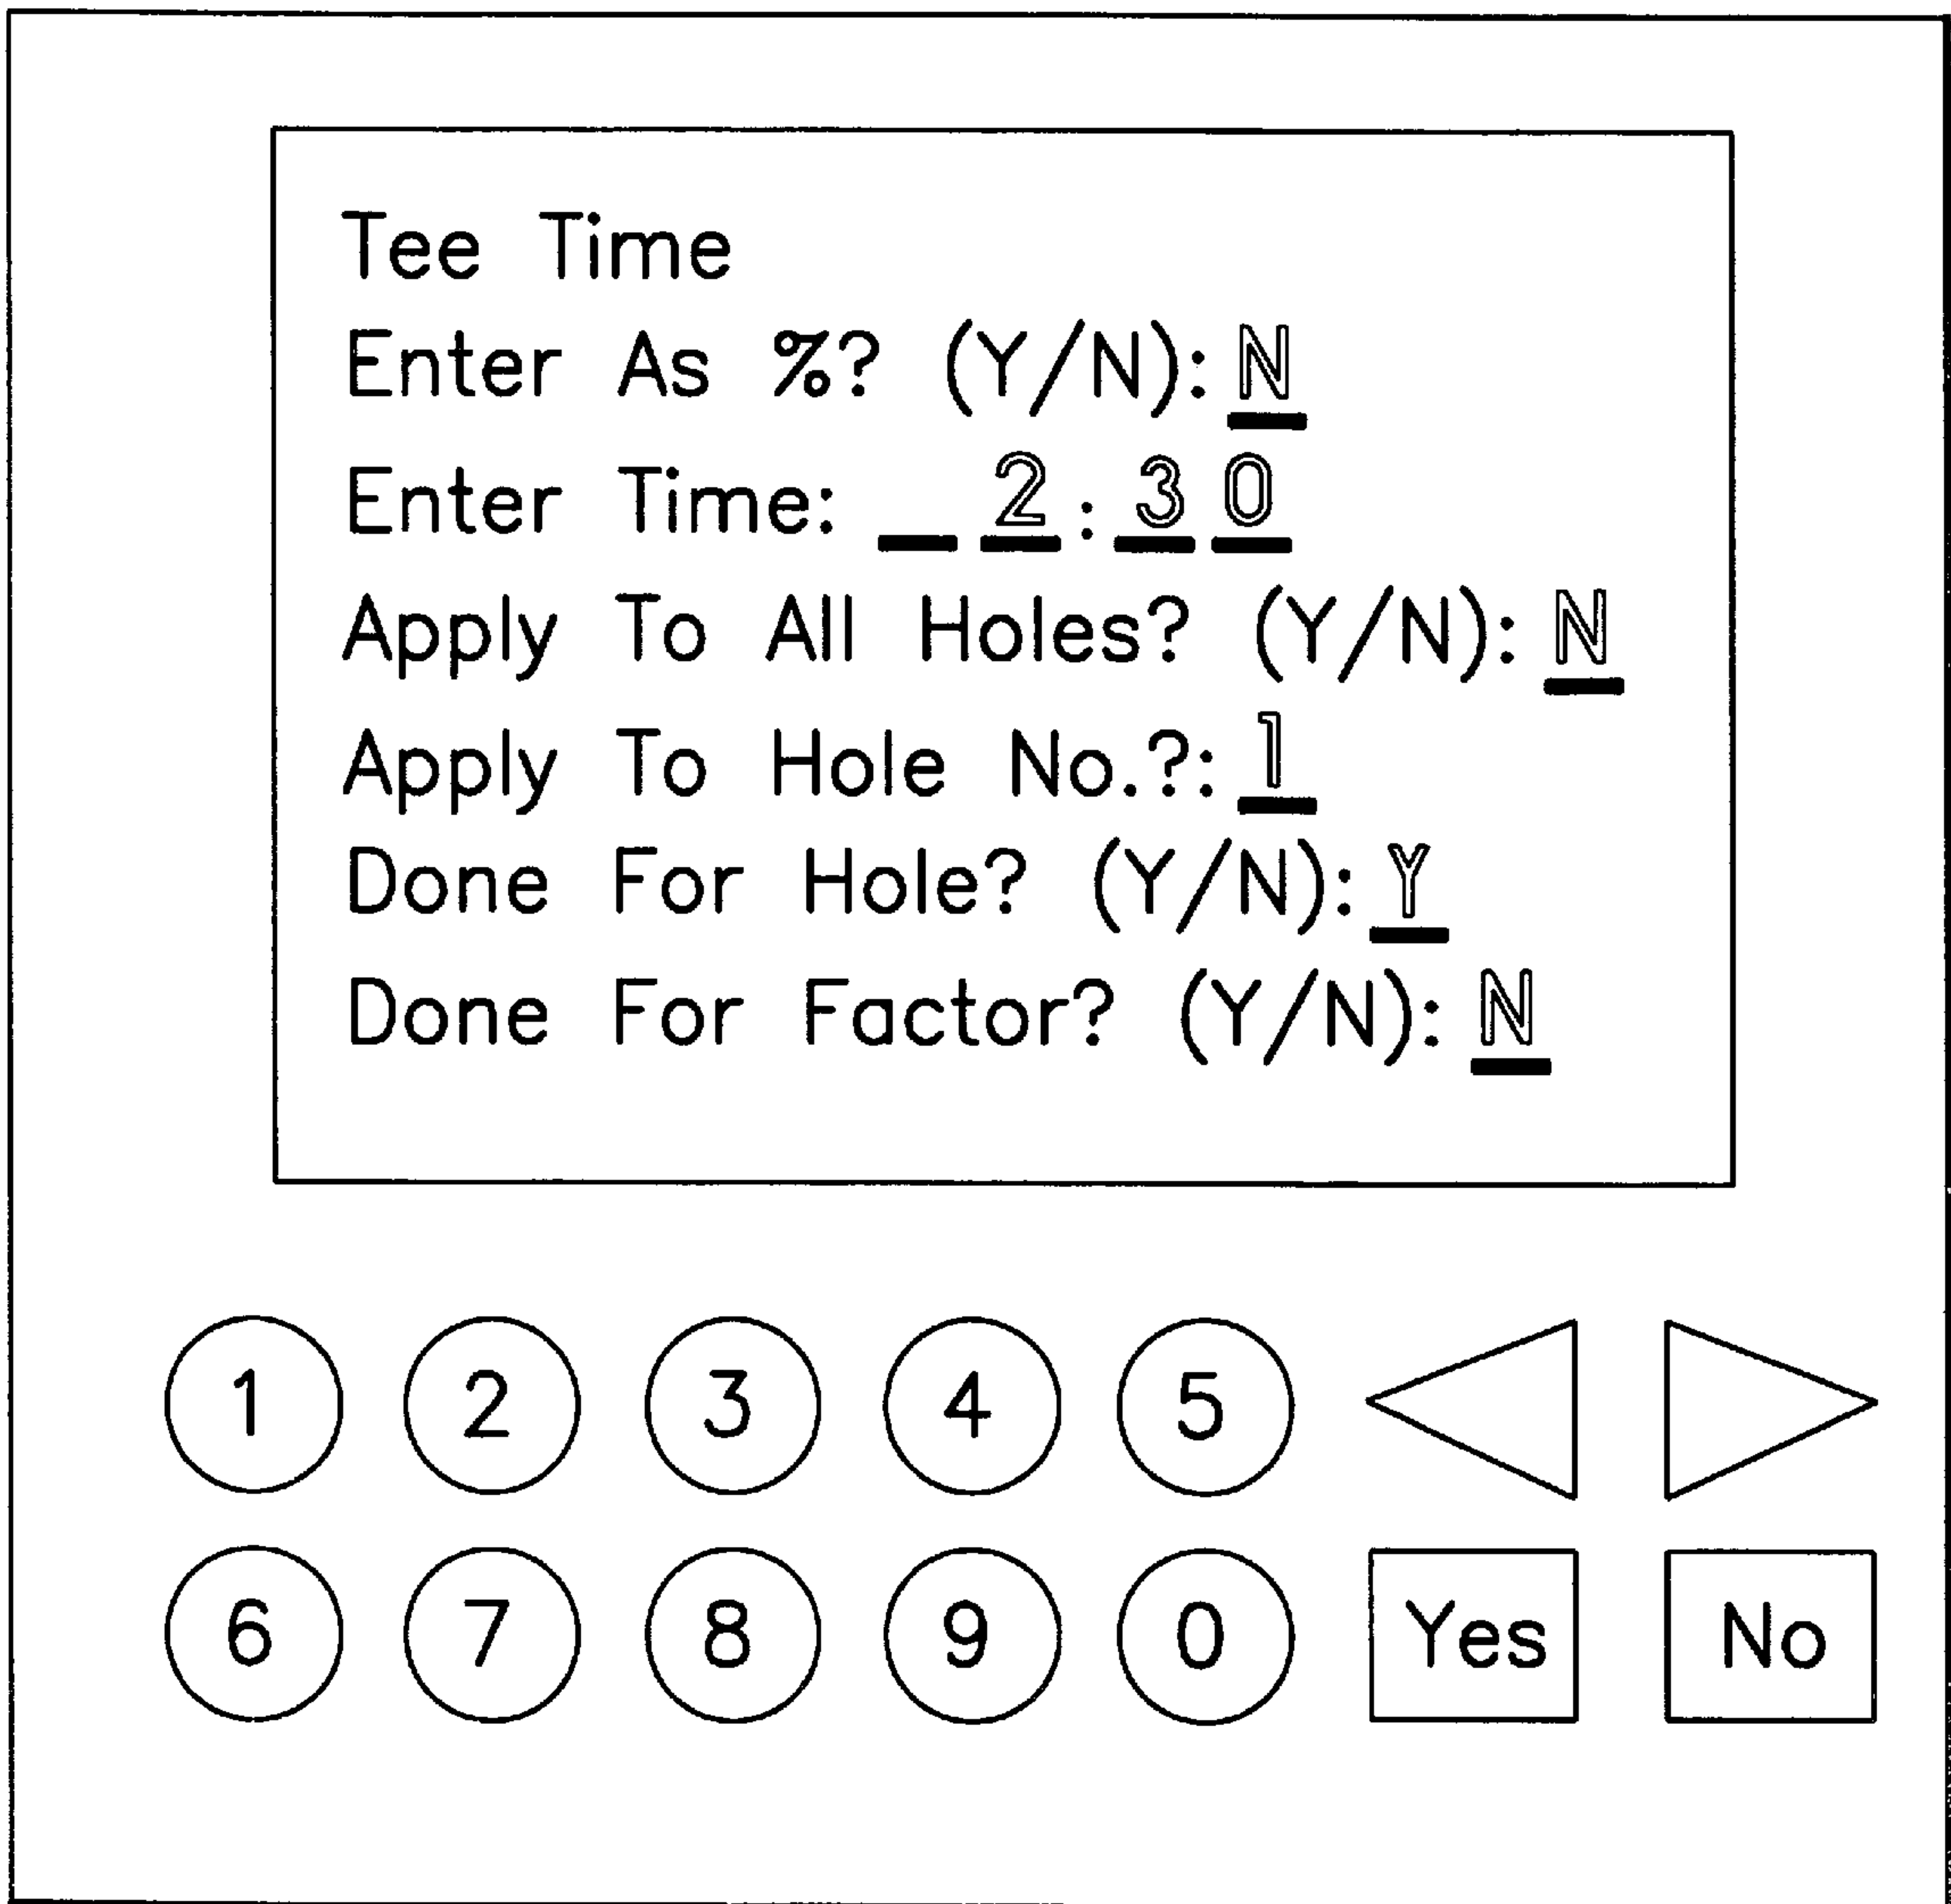 Tee Time
Enter As %? (Y/N): N
Enter Time: _ 2 : 3 0
Apply To All Holes? (Y/N): N
Apply To Hole No.?: 1
Done For Hole? (Y/N): Y
Done For Factor? (Y/N): N
1 2 3 4 5
6 7 8 9 0 Yes No